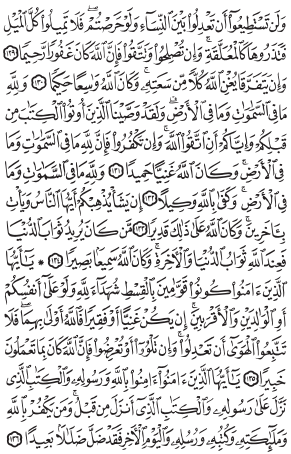 وَلَن تَسْتَطِيعُوٓا۟ أَن تَعْدِلُوا۟ بَيْنَ ٱلنِّسَآءِ وَلَوْ حَرَصْتُمْ ۖ فَلَا تَمِيلُوا۟ كُلَّ ٱلْمَيْلِ
فَتَذَرُوهَا كَٱلْمُعَلَّقَةِ ۚ وَإِن تُصْلِحُوا۟ وَتَتَّقُوا۟ فَإِنَّ ٱللَّهَ كَانَ غَفُورًا رَّحِيمًا ١٢٩
وَإِن يَتَفَرَّقَا يُغْنِ ٱللَّهُ كُلًّا مِّن سَعَتِهِۦ ۚ وَكَانَ ٱللَّهُ وَٰسِعًا حَكِيمًا ١٣٠ وَلِلَّهِ
مَا فِى ٱلسَّمَٰوَٰتِ وَمَا فِى ٱلْأَرْضِ ۗ وَلَقَدْ وَصَّيْنَا ٱلَّذِينَ أُوتُوا۟ ٱلْكِتَٰبَ مِن
قَبْلِكُمْ وَإِيَّاكُمْ أَنِ ٱتَّقُوا۟ ٱللَّهَ ۚ وَإِن تَكْفُرُوا۟ فَإِنَّ لِلَّهِ مَا فِى ٱلسَّمَٰوَٰتِ وَمَا
فِى ٱلْأَرْضِ ۚ وَكَانَ ٱللَّهُ غَنِيًّا حَمِيدًا ١٣١ وَلِلَّهِ مَا فِى ٱلسَّمَٰوَٰتِ وَمَا فِى
ٱلْأَرْضِ ۚ وَكَفَىٰ بِٱللَّهِ وَكِيلًا ١٣٢ إِن يَشَأْ يُذْهِبْكُمْ أَيُّهَا ٱلنَّاسُ وَيَأْتِ
بِـَٔاخَرِينَ ۚ وَكَانَ ٱللَّهُ عَلَىٰ ذَٰلِكَ قَدِيرًا ١٣٣ مَّن كَانَ يُرِيدُ ثَوَابَ ٱلدُّنْيَا
فَعِندَ ٱللَّهِ ثَوَابُ ٱلدُّنْيَا وَٱلْـَٔاخِرَةِ ۚ وَكَانَ ٱللَّهُ سَمِيعًۢا بَصِيرًا ١٣٤ ۞ يَٰٓأَيُّهَا
ٱلَّذِينَ ءَامَنُوا۟ كُونُوا۟ قَوَّٰمِينَ بِٱلْقِسْطِ شُهَدَآءَ لِلَّهِ وَلَوْ عَلَىٰٓ أَنفُسِكُمْ
أَوِ ٱلْوَٰلِدَيْنِ وَٱلْأَقْرَبِينَ ۚ إِن يَكُنْ غَنِيًّا أَوْ فَقِيرًا فَٱللَّهُ أَوْلَىٰ بِهِمَا ۖ فَلَا
تَتَّبِعُوا۟ ٱلْهَوَىٰٓ أَن تَعْدِلُوا۟ ۚ وَإِن تَلْوُۥٓا۟ أَوْ تُعْرِضُوا۟ فَإِنَّ ٱللَّهَ كَانَ بِمَا تَعْمَلُونَ
خَبِيرًا ١٣٥ يَٰٓأَيُّهَا ٱلَّذِينَ ءَامَنُوٓا۟ ءَامِنُوا۟ بِٱللَّهِ وَرَسُولِهِۦ وَٱلْكِتَٰبِ ٱلَّذِى
نَزَّلَ عَلَىٰ رَسُولِهِۦ وَٱلْكِتَٰبِ ٱلَّذِىٓ أَنزَلَ مِن قَبْلُ ۚ وَمَن يَكْفُرْ بِٱللَّهِ
وَمَلَٰٓئِكَتِهِۦ وَكُتُبِهِۦ وَرُسُلِهِۦ وَٱلْيَوْمِ ٱلْـَٔاخِرِ فَقَدْ ضَلَّ ضَلَٰلًۢا بَعِيدًا ١٣٦